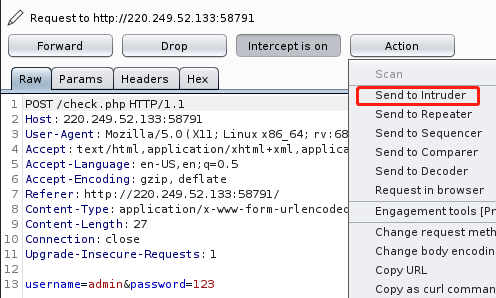 Request to http://220.249.52.133:58791
Forward Drop Intercept is on Action
Raw Params Headers Hex
1 POST /check.php HTTP/1.1
2 Host: 220.249.52.133:58791
3 User-Agent: Mozilla/5.0 (X11; Linux x86_64; rv:68
4 Accept: text/html,application/xhtml+xml,applica
5 Accept-Language: en-US,en;q=0.5
6 Accept-Encoding: gzip, deflate
7 Referer: http://220.249.52.133:58791/
8 Content-Type: application/x-www-form-urlencoded
9 Content-Length: 27
10 Connection: close
11 Upgrade-Insecure-Requests: 1
12
13 username=admin&password=123
Scan
Send to Intruder
Send to Repeater
Send to Sequencer
Send to Comparer
Send to Decoder
Request in browser
Engagement tools [Pr
Change request meth
Change body encodin
Copy URL
Copy as curl comman